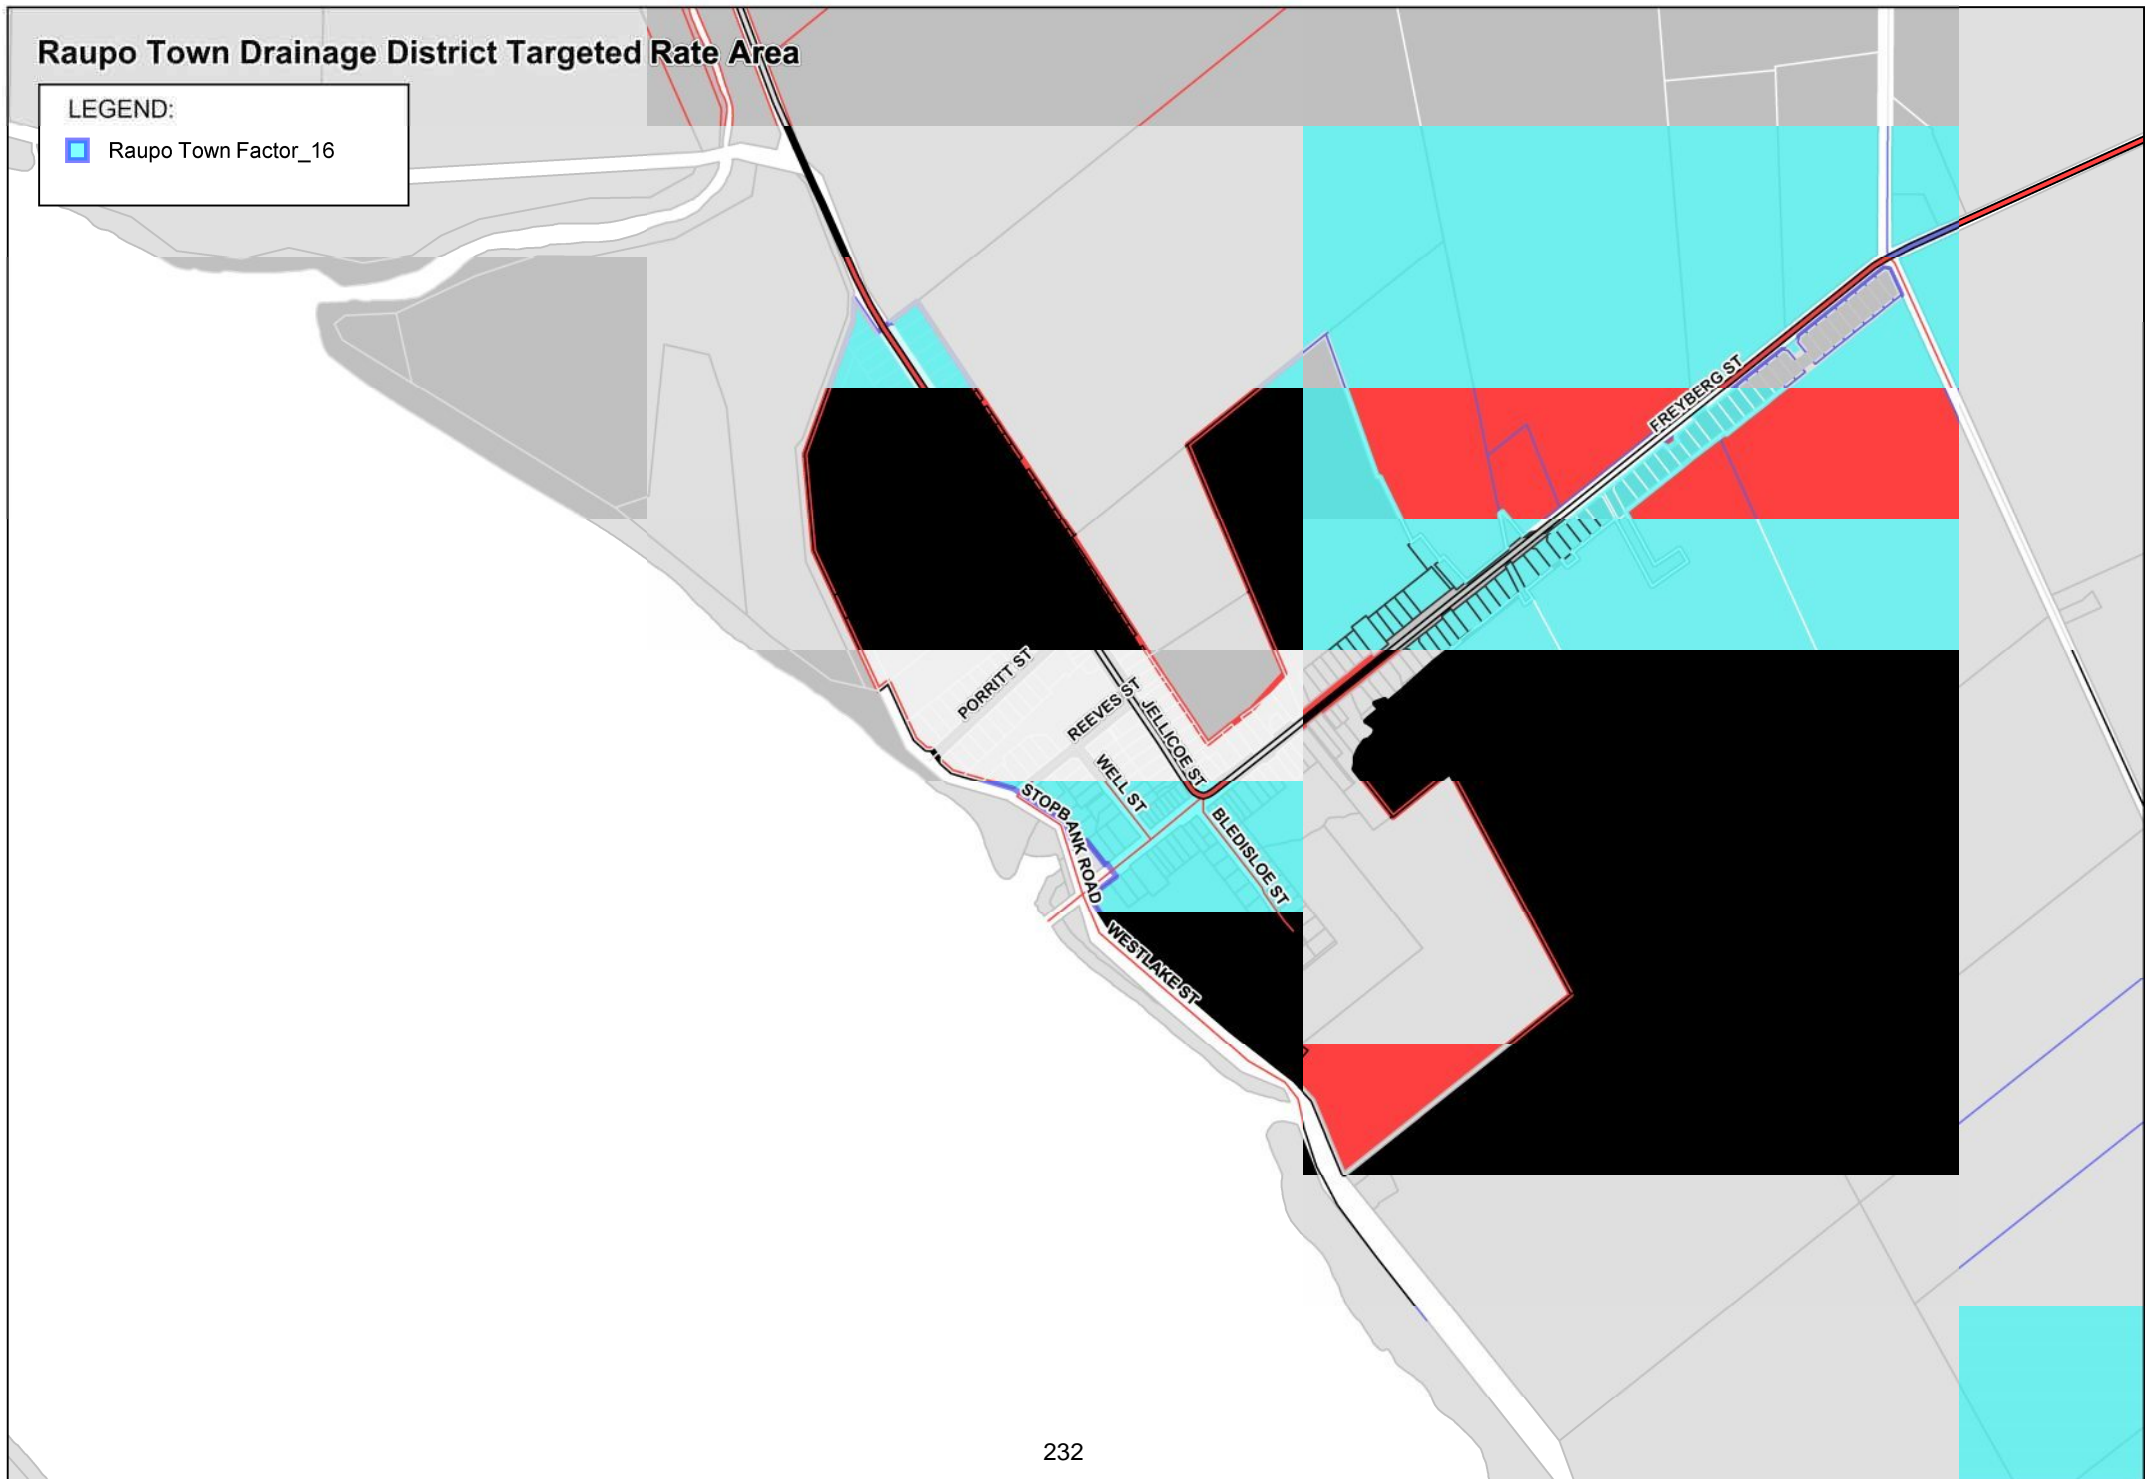 Raupo Town Drainage District Targeted Rate Area
LEGEND:
Raupo Town Factor_16
FREYBERG ST
PORRITT ST
REEVES ST
JELLICOE ST
WELL ST
STOPBANK ROAD
BLEDISLOE ST
WESTLAKE ST
232